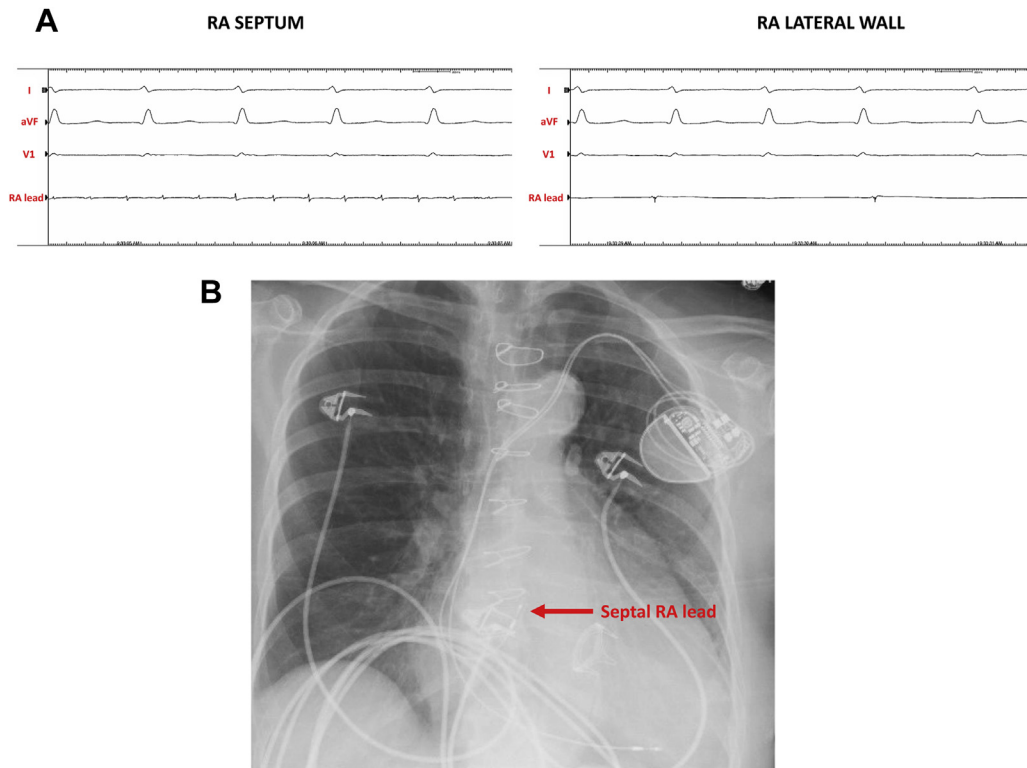 A
RA SEPTUM
RA LATERAL WALL
I
aVF
V1
RA lead
I
aVF
V1
RA lead
B
Septal RA lead